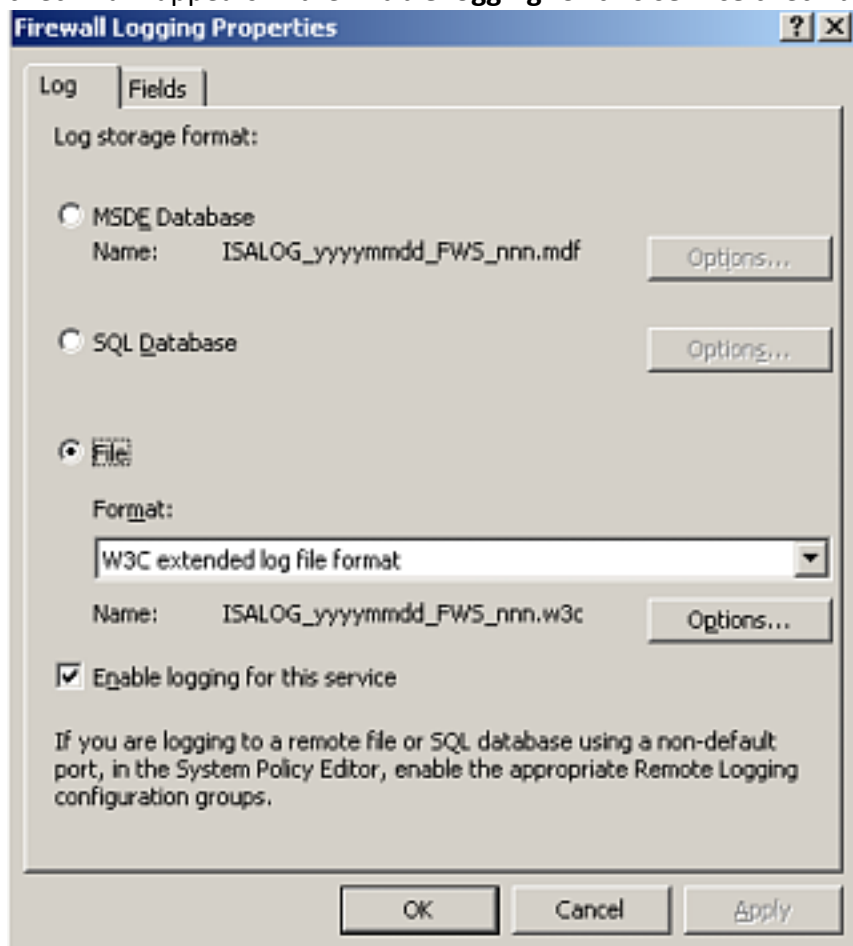 Firewall Logging Properties
Log Fields
Log storage format:
MSDE Database
Name: ISALOG_yyyymmdd_FWS_nnn.mdf Options...
SQL Database Options...
File
Format:
W3C extended log file format
Name: ISALOG_yyyymmdd_FWS_nnn.w3c Options...
Enable logging for this service
If you are logging to a remote file or SQL database using a non-default
port, in the System Policy Editor, enable the appropriate Remote Logging
configuration groups.
OK Cancel Apply